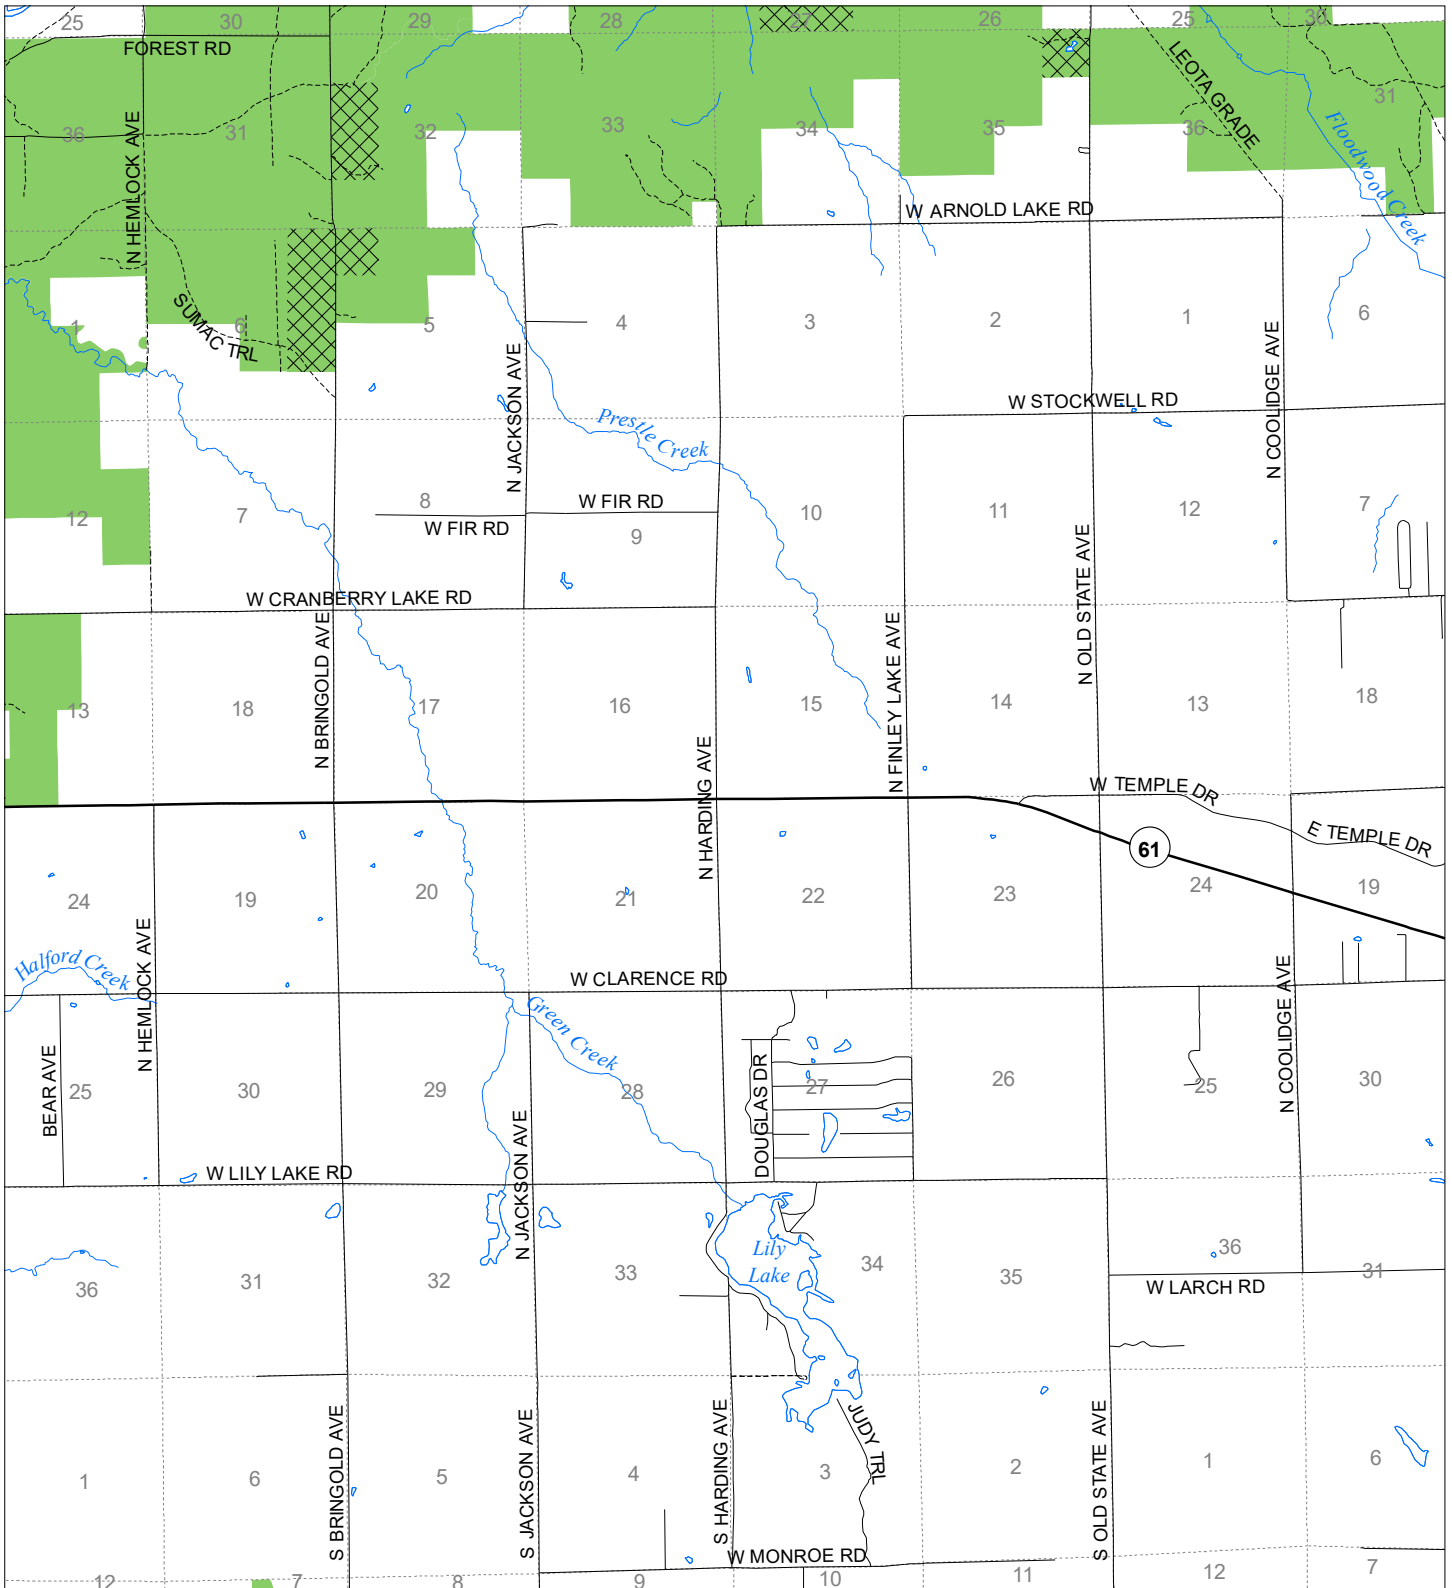 25 30 29 28 27 26 25 30
FOREST RD
LEOTA GRADE
36 31 32 33 34 35 36 31
N HEMLOCK AVE
Floodwood Creek
W ARNOLD LAKE RD
1 6 5 4 3 2 1 6
SUMAC TRL
N JACKSON AVE
N COOLIDGE AVE
W STOCKWELL RD
Prestle Creek
12 7 8 9 10 11 12 7
W FIR RD
W FIR RD
N OLD STATE AVE
W CRANBERRY LAKE RD
N BRINGOLD AVE
N FINLEY LAKE AVE
13 18 17 16 15 14 13 18
N HARDING AVE
W TEMPLE DR
E TEMPLE DR
61
24 19 20 21 22 23 24 19
Halford Creek
N HEMLOCK AVE
W CLARENCE RD
N COOLIDGE AVE
Green Creek
BEAR AVE
DOUGLAS DR
25 30 29 28 27 26 25 30
N JACKSON AVE
W LILY LAKE RD
Lily
Lake
36 31 32 33 34 35 36 31
W LARCH RD
S BRINGOLD AVE
S JACKSON AVE
S HARDING AVE
JUDY TRL
S OLD STATE AVE
1 6 5 4 3 2 1 6
W MONROE RD
12 7 8 9 10 11 12 7